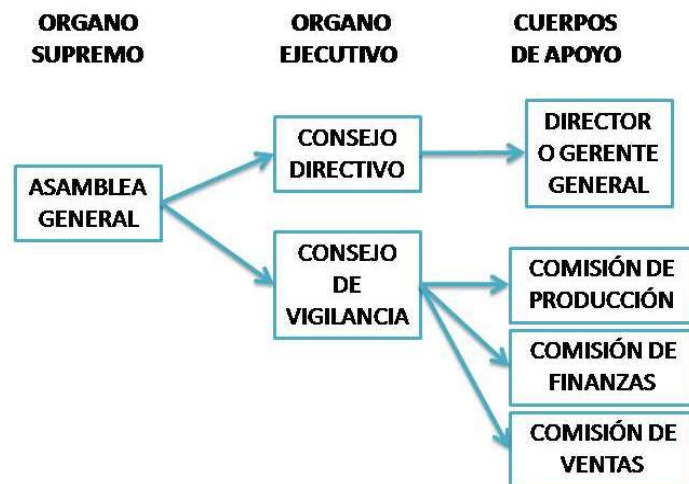 ORGANO
SUPREMO
ORGANO
EJECUTIVO
CUERPOS
DE APOYO
ASAMBLEA
GENERAL
CONSEJO
DIRECTIVO
DIRECTOR
O GERENTE
GENERAL
CONSEJO
DE
VIGILANCIA
COMISIÓN DE
PRODUCCIÓN
COMISIÓN DE
FINANZAS
COMISIÓN DE
VENTAS